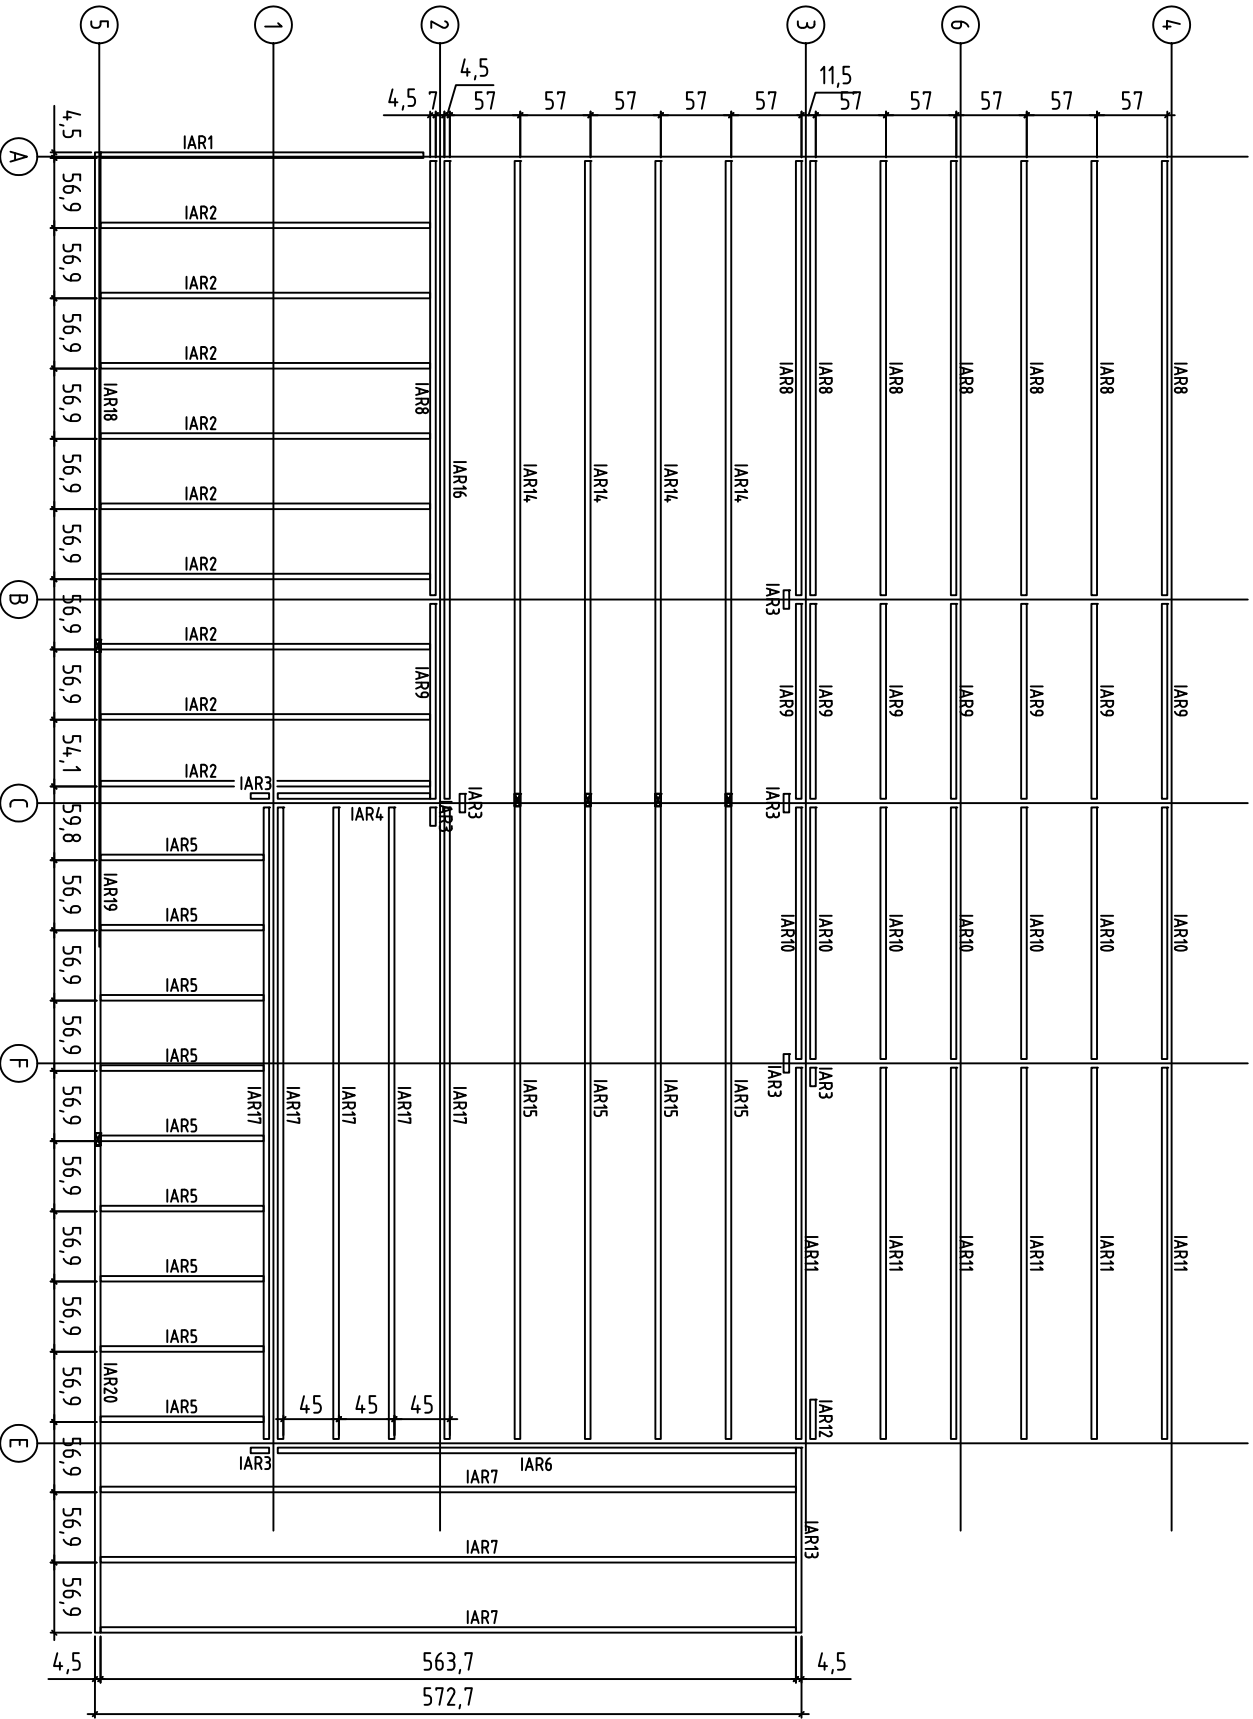 5
1
2
3
6
4
4,5
11,5
4,5
7
57
57
57
57
57
57
57
57
57
57
4,5
IAR1
A
56,9
IAR2
56,9
IAR2
56,9
IAR2
IAR8
IAR8
IAR8
IAR8
IAR8
IAR8
56,9
IAR18
IAR8
IAR2
56,9
IAR16
IAR14
IAR14
IAR14
IAR14
IAR2
56,9
IAR2
B
56,9
IAR3
IAR2
56,9
IAR9
IAR9
IAR9
IAR9
IAR9
IAR9
IAR9
IAR2
54,1
IAR2
IAR3
C
IAR3
IAR3
IAR3
IAR4
59,8
IAR5
56,9
IAR19
IAR5
IAR10
IAR10
IAR10
IAR10
IAR10
IAR10
IAR10
56,9
IAR5
56,9
IAR5
F
IAR3
IAR3
56,9
IAR17
IAR17
IAR17
IAR17
IAR17
IAR15
IAR15
IAR15
IAR15
IAR5
56,9
IAR5
56,9
IAR11
IAR11
IAR11
IAR11
IAR11
IAR11
IAR5
56,9
IAR5
56,9
IAR20
IAR5
45
45
45
IAR12
E
56,9
IAR3
IAR6
IAR7
56,9
IAR13
IAR7
56,9
IAR7
4,5
563,7
4,5
572,7